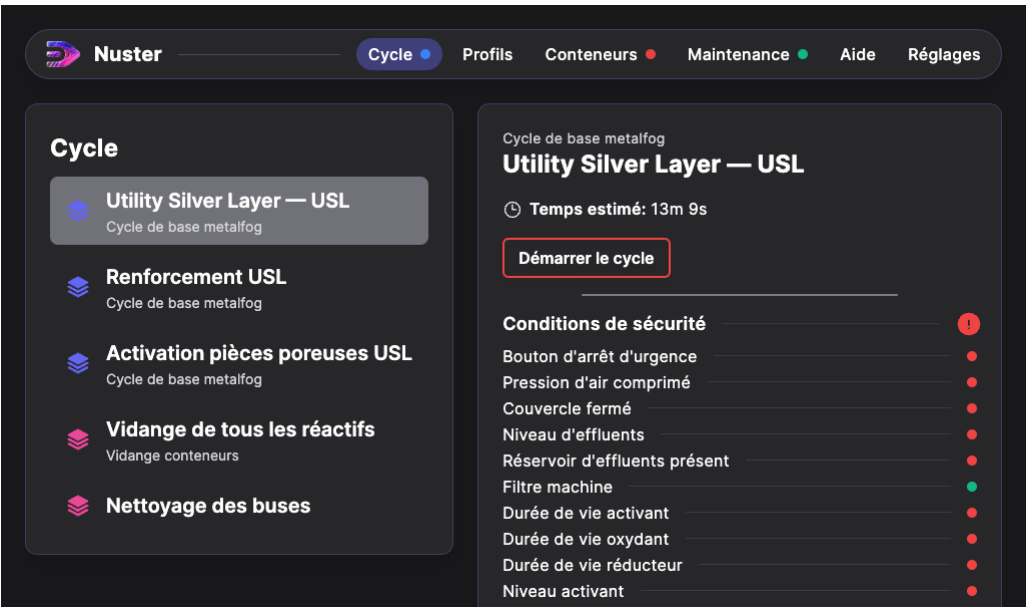 Nuster
Cycle
Profils
Conteneurs
Maintenance
Aide
Réglages
Cycle
Utility Silver Layer — USL
Cycle de base metalfog
Renforcement USL
Cycle de base metalfog
Activation pièces poreuses USL
Cycle de base metalfog
Vidange de tous les réactifs
Vidange conteneurs
Nettoyage des buses
Cycle de base metalfog
Utility Silver Layer — USL
Temps estimé: 13m 9s
Démarrer le cycle
Conditions de sécurité
Bouton d'arrêt d'urgence
Pression d'air comprimé
Couvercle fermé
Niveau d'effluents
Réservoir d'effluents présent
Filtre machine
Durée de vie activant
Durée de vie oxydant
Durée de vie réducteur
Niveau activant